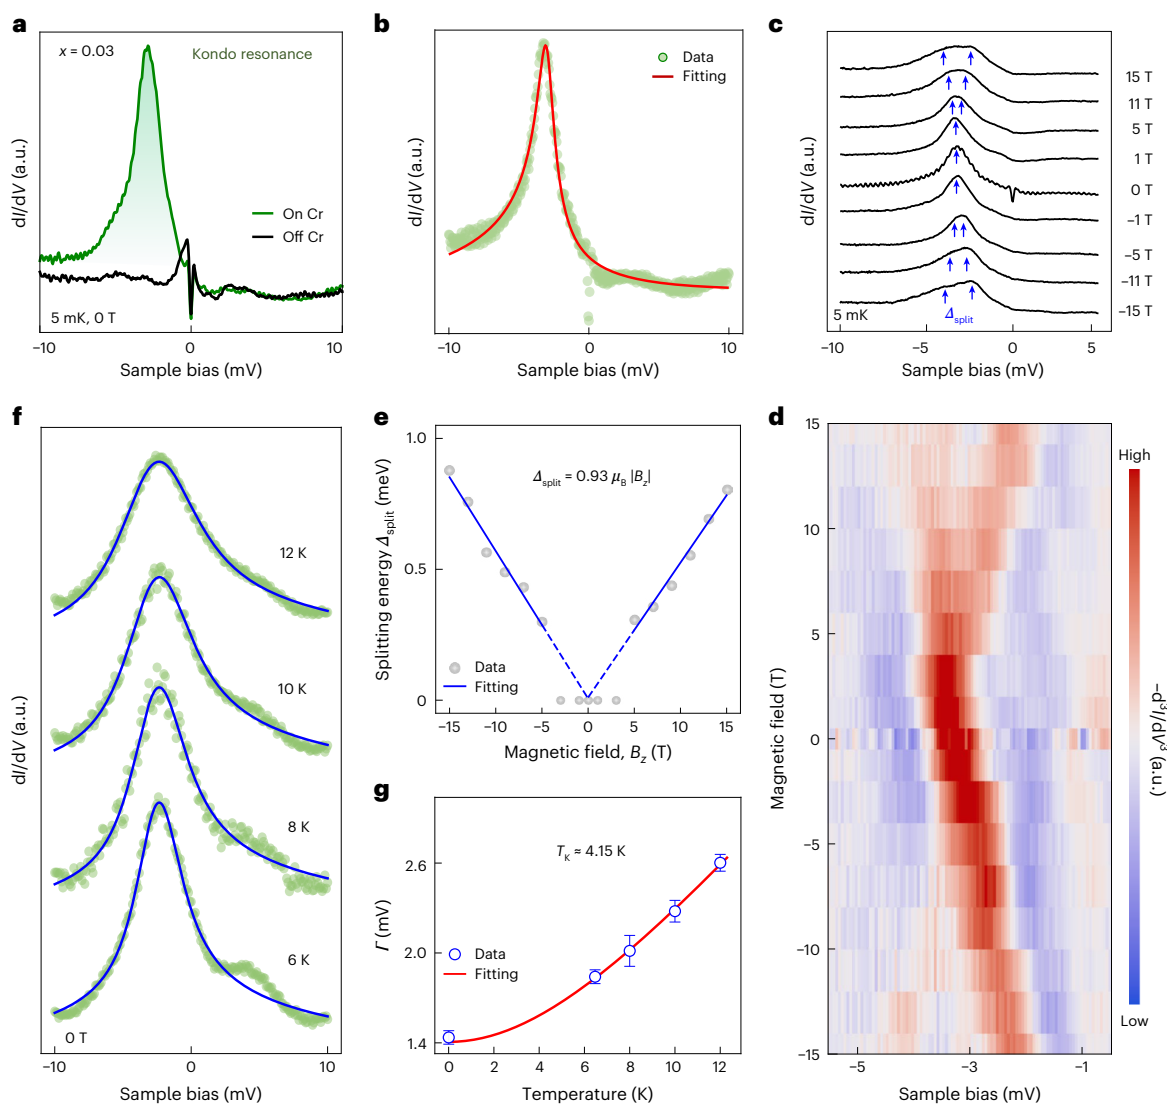 a
x = 0.03
Kondo resonance
On Cr
Off Cr
5 mK, 0 T
dI/dV (a.u.)
−10
0
10
Sample bias (mV)
b
Data
Fitting
dI/dV (a.u.)
−10
0
10
Sample bias (mV)
c
15 T
11 T
5 T
1 T
0 T
−1 T
−5 T
−11 T
−15 T
5 mK
Δsplit
dI/dV (a.u.)
−10
−5
0
5
Sample bias (mV)
f
12 K
10 K
8 K
6 K
0 T
dI/dV (a.u.)
−10
0
10
Sample bias (mV)
e
1.0
0.5
0
Δsplit = 0.93 μB |Bz|
Data
Fitting
Splitting energy Δsplit (meV)
−15
−10
−5
0
5
10
15
Magnetic field, Bz (T)
g
2.6
2.0
1.4
TK ≈ 4.15 K
Data
Fitting
Γ (mV)
0
2
4
6
8
10
12
Temperature (K)
d
15
10
5
0
−5
−10
−15
Magnetic field (T)
−5
−3
−1
Sample bias (mV)
High
−d³I/dV³ (a.u.)
Low